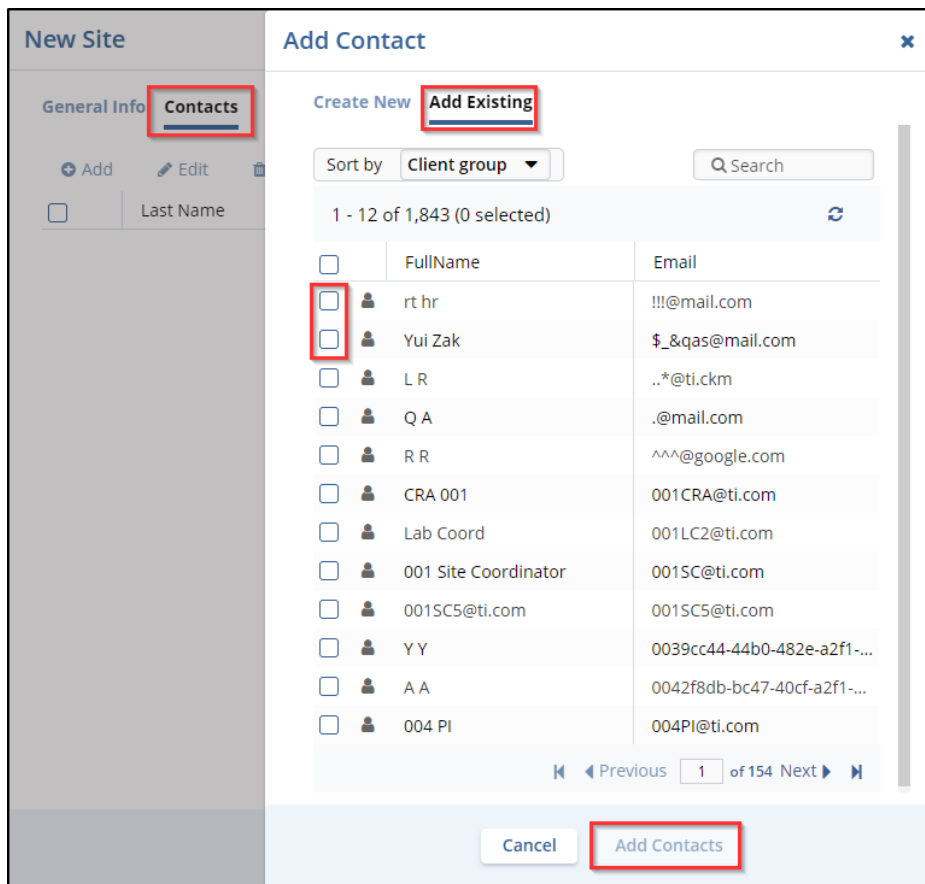 New Site
General Info Contacts
Add Edit
Last Name
Add Contact
Create New Add Existing
Sort by Client group Search
1 - 12 of 1,843 (0 selected)
FullName Email
rt hr !!!@mail.com
Yui Zak $_&qas@mail.com
L R ..*@ti.ckm
Q A .@mail.com
R R ^^^@google.com
CRA 001 001CRA@ti.com
Lab Coord 001LC2@ti.com
001 Site Coordinator 001SC@ti.com
001SC5@ti.com 001SC5@ti.com
Y Y 0039cc44-44b0-482e-a2f1-...
A A 0042f8db-bc47-40cf-a2f1-...
004 PI 004PI@ti.com
Previous 1 of 154 Next
Cancel Add Contacts